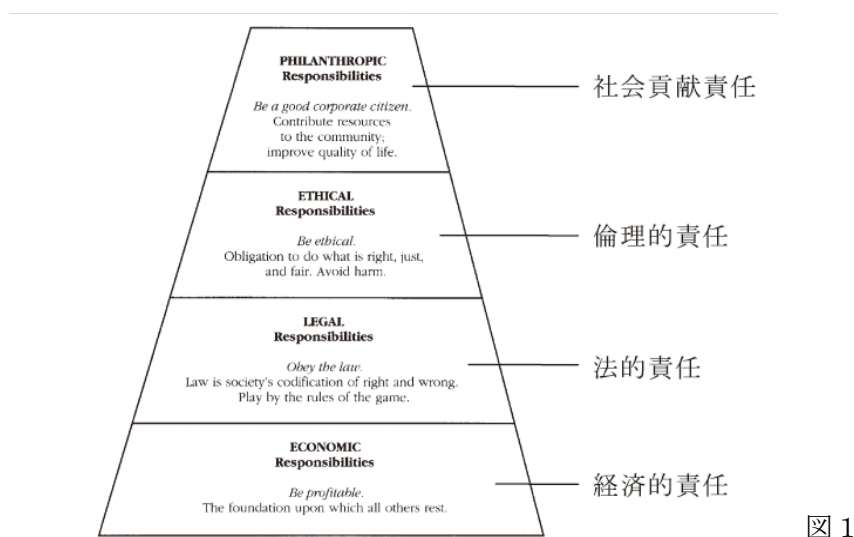 PHILANTHROPIC
Responsibilities
Be a good corporate citizen.
Contribute resources
to the community;
improve quality of life.
社会貢献責任
ETHICAL
Responsibilities
Be ethical.
Obligation to do what is right, just,
and fair. Avoid harm.
倫理的責任
LEGAL
Responsibilities
Obey the law.
Law is society's codification of right and wrong.
Play by the rules of the game.
法的責任
ECONOMIC
Responsibilities
Be profitable.
The foundation upon which all others rest.
経済的責任
図 1